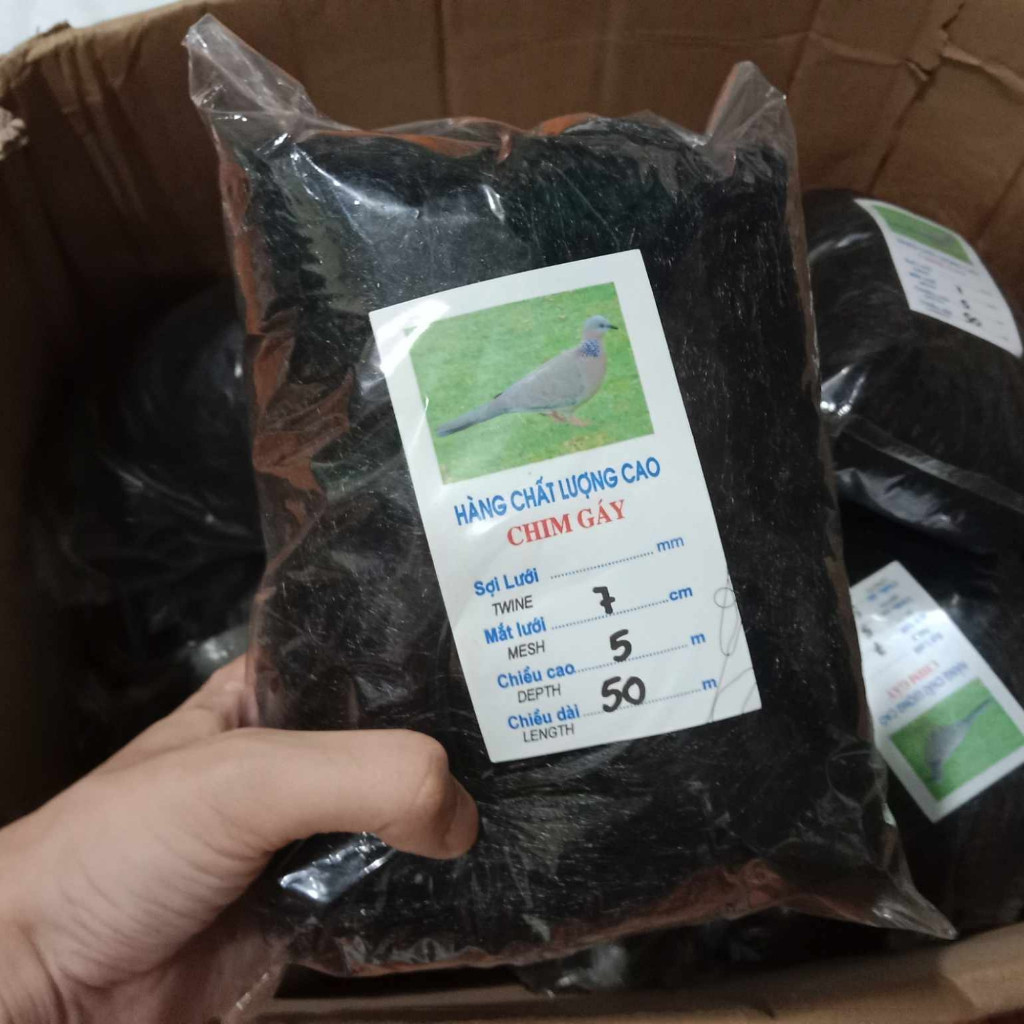 HÀNG CHẤT LƯỢNG CAO
CHIM GÁY
Sợi Lưới ............ mm
TWINE
Mắt lưới ... 7 ... cm
MESH
Chiều cao ... 5 ... m
DEPTH
Chiều dài ... 50 ... m
LENGTH